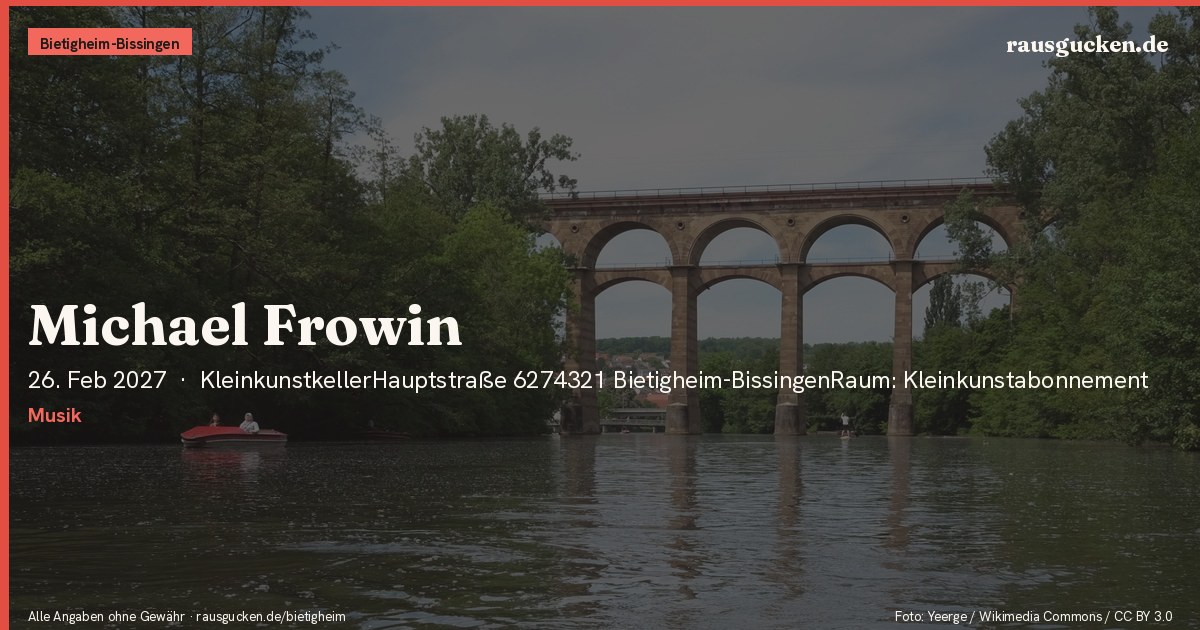 Bietigheim-Bissingen
rausgucken.de
Michael Frowin
26. Feb 2027 · KleinkunstkellerHauptstraße 6274321 Bietigheim-BissingenRaum: Kleinkunstabonnement
Musik
Alle Angaben ohne Gewähr · rausgucken.de/bietigheim
Foto: Yeerge / Wikimedia Commons / CC BY 3.0